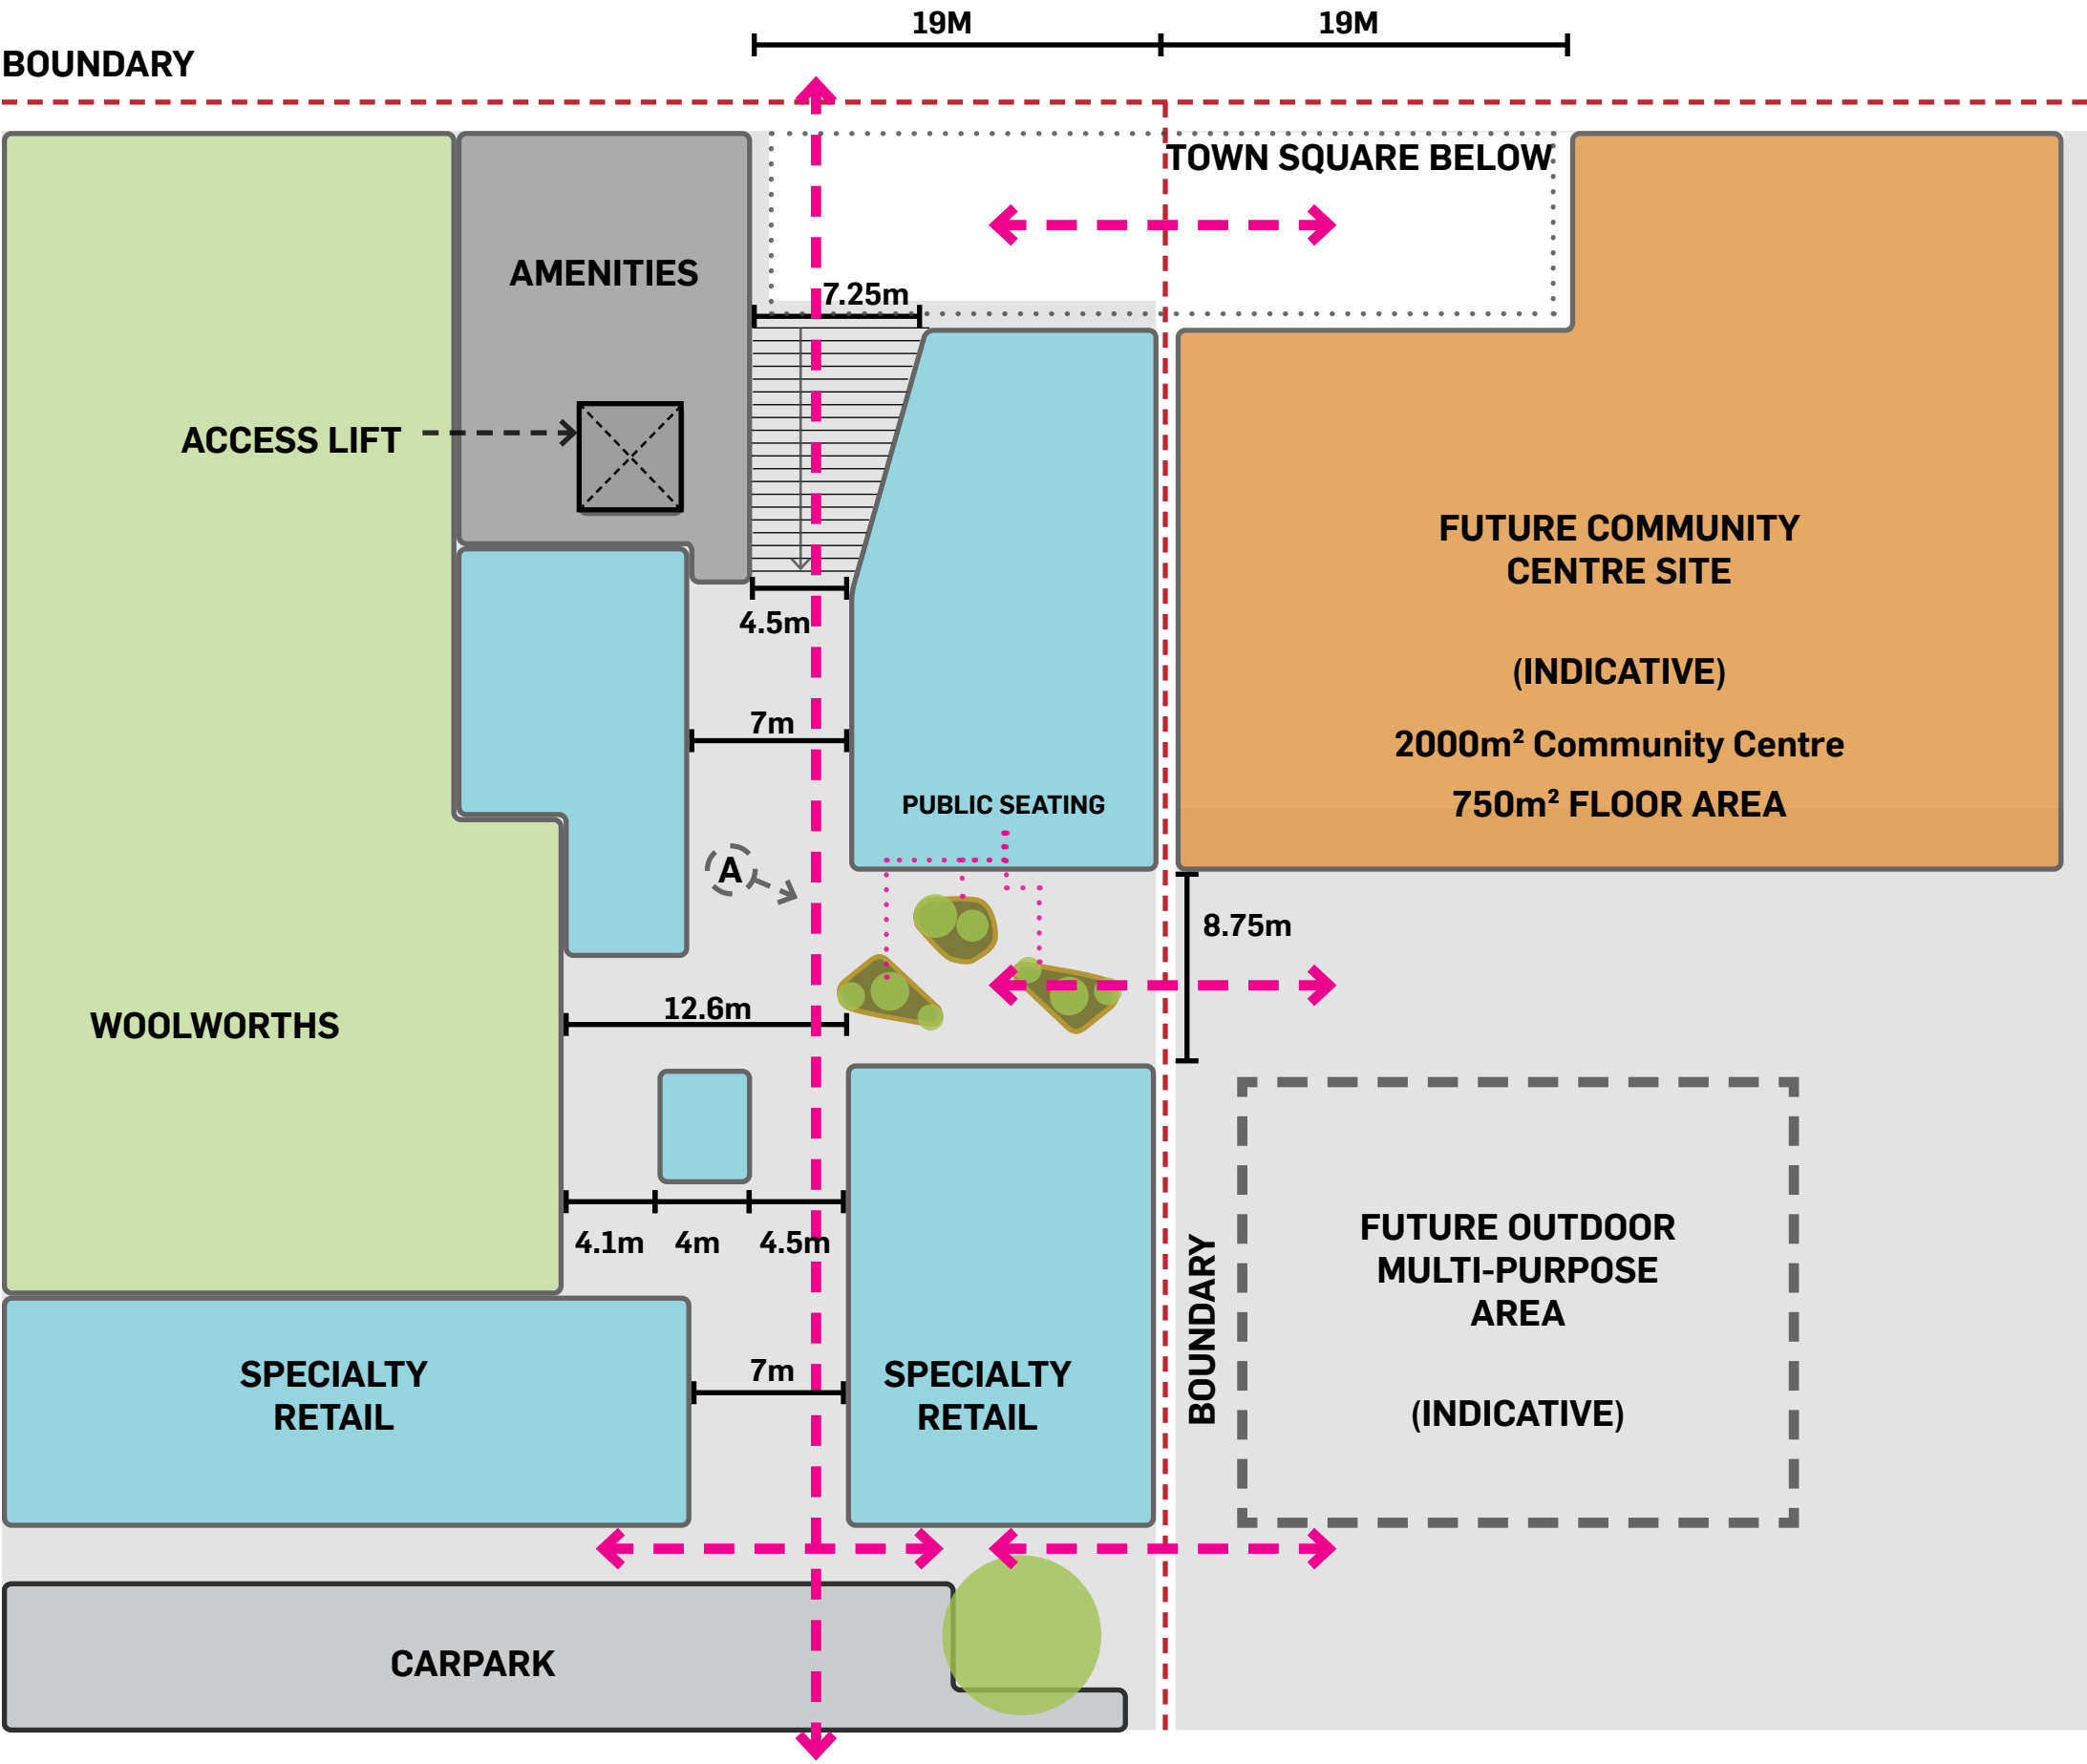 19M
19M
BOUNDARY
TOWN SQUARE BELOW
AMENITIES
7.25m
ACCESS LIFT
FUTURE COMMUNITY
CENTRE SITE
(INDICATIVE)
2000m² Community Centre
750m² FLOOR AREA
4.5m
7m
PUBLIC SEATING
A
8.75m
12.6m
WOOLWORTHS
4.1m
4m
4.5m
BOUNDARY
FUTURE OUTDOOR
MULTI-PURPOSE
AREA
(INDICATIVE)
SPECIALTY
RETAIL
7m
SPECIALTY
RETAIL
CARPARK